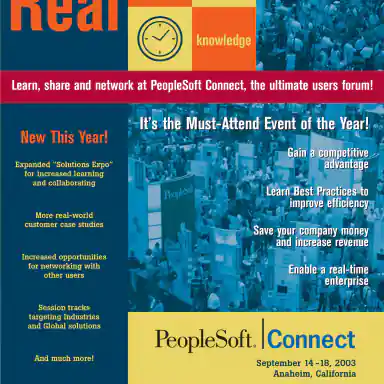 Real
knowledge
Learn, share and network at PeopleSoft Connect, the ultimate users forum!
New This Year!
Expanded "Solutions Expo"
for increased learning
and collaborating
More real-world
customer case studies
Increased opportunities
for networking with
other users
Session tracks
targeting Industries
and Global solutions
And much more!
It's the Must-Attend Event of the Year!
Gain a competitive
advantage
Learn Best Practices to
improve efficiency
Save your company money
and increase revenue
Enable a real-time
enterprise
PeopleSoft
PeopleSoft. Connect
September 14–18, 2003
Anaheim, California